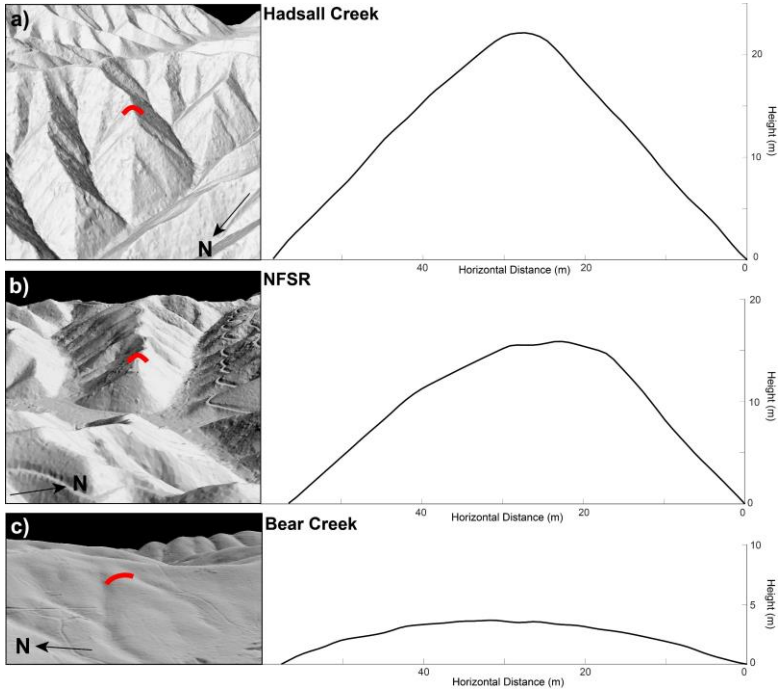 a)
Hadsall Creek
N
20
10
0
Height (m)
40
20
0
Horizontal Distance (m)
b)
NFSR
N
20
10
0
Height (m)
40
20
0
Horizontal Distance (m)
c)
Bear Creek
N
10
5
0
Height (m)
40
20
0
Horizontal Distance (m)